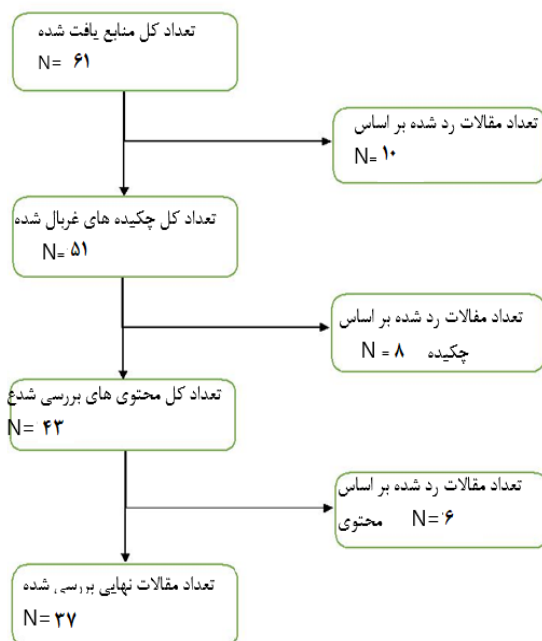 تعداد کل منابع یافت شده
N= ۶۱
تعداد مقالات رد شده بر اساس
N= ۱۰
تعداد کل چکیده های غربال شده
N= ۵۱
تعداد مقالات رد شده بر اساس
چکیده N = ۸
تعداد کل محتوی های بررسی شدع
N= ۴۳
تعداد مقالات رد شده بر اساس
محتوی N= ۶
تعداد مقالات نهایی بررسی شده
N= ۳۷